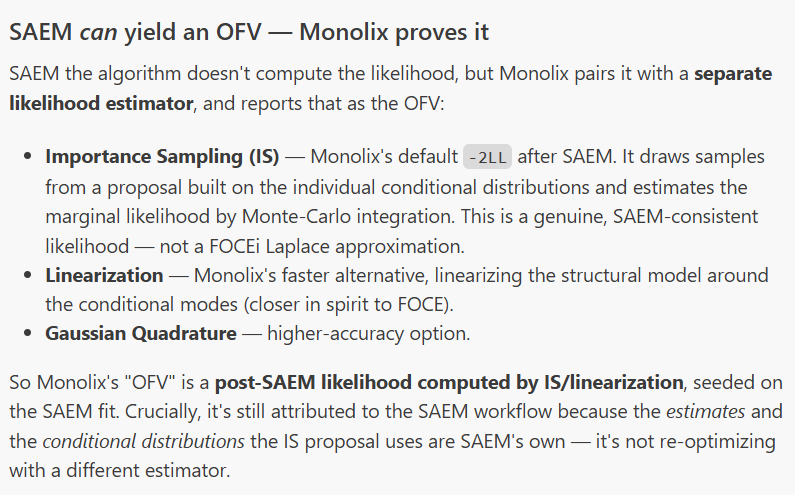 SAEM can yield an OFV — Monolix proves it
SAEM the algorithm doesn't compute the likelihood, but Monolix pairs it with a separate
likelihood estimator, and reports that as the OFV:
• Importance Sampling (IS) — Monolix's default -2LL after SAEM. It draws samples
from a proposal built on the individual conditional distributions and estimates the
marginal likelihood by Monte-Carlo integration. This is a genuine, SAEM-consistent
likelihood — not a FOCEi Laplace approximation.
• Linearization — Monolix's faster alternative, linearizing the structural model around
the conditional modes (closer in spirit to FOCE).
• Gaussian Quadrature — higher-accuracy option.
So Monolix's "OFV" is a post-SAEM likelihood computed by IS/linearization, seeded on
the SAEM fit. Crucially, it's still attributed to the SAEM workflow because the estimates and
the conditional distributions the IS proposal uses are SAEM's own — it's not re-optimizing
with a different estimator.